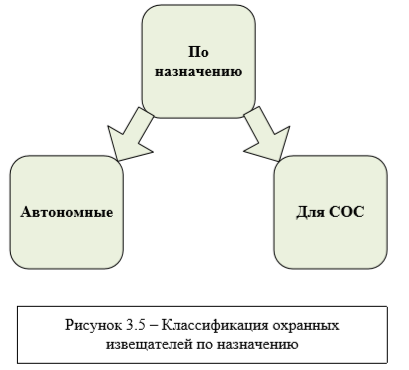 По
назначению
Автономные
Для СОС
Рисунок 3.5 – Классификация охранных
извещателей по назначению